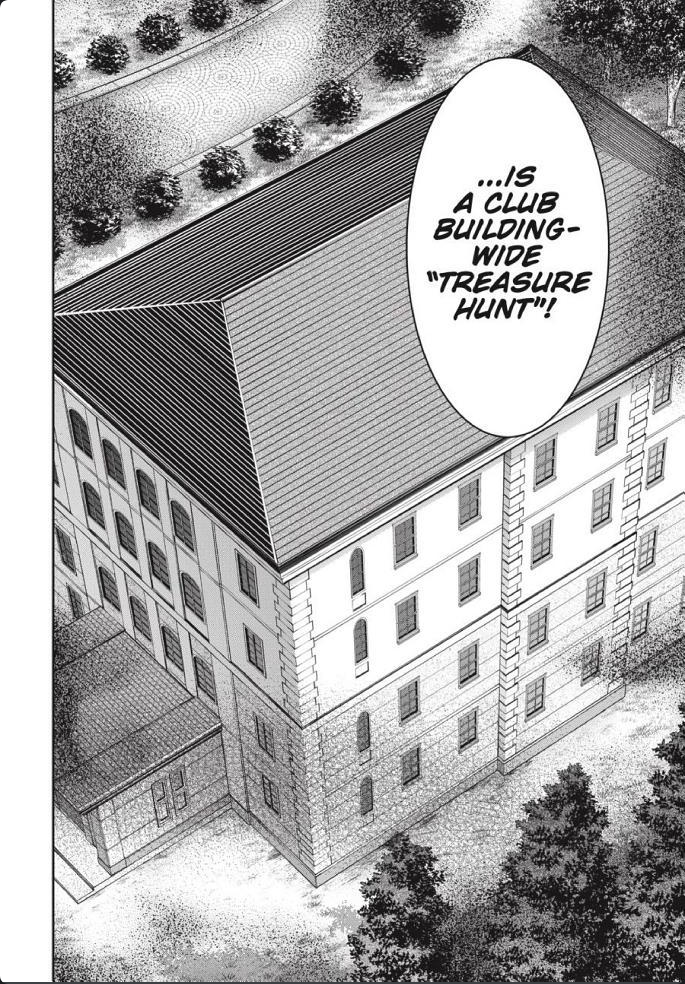 ...IS
A CLUB
BUILDING-
WIDE
"TREASURE
HUNT"!